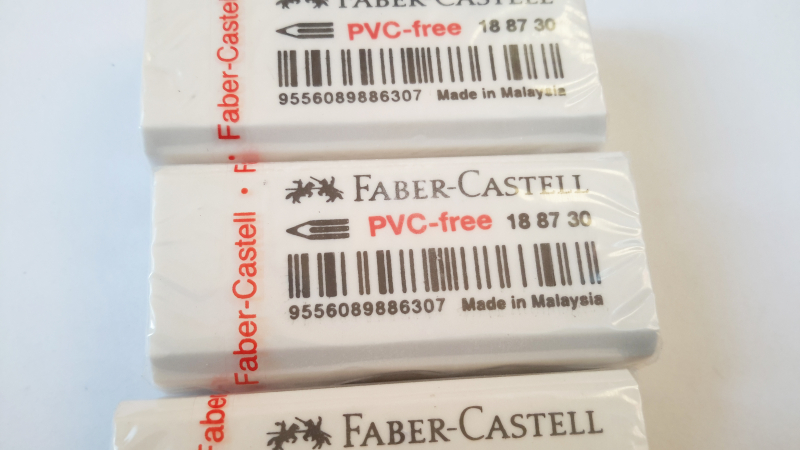 FABER-CASTELL
PVC-free 18 87 30
9556089886307 Made in Malaysia
Faber-Castell
FABER-CASTELL
PVC-free 18 87 30
9556089886307 Made in Malaysia
Faber-Castell
FABER-CASTELL
Faber